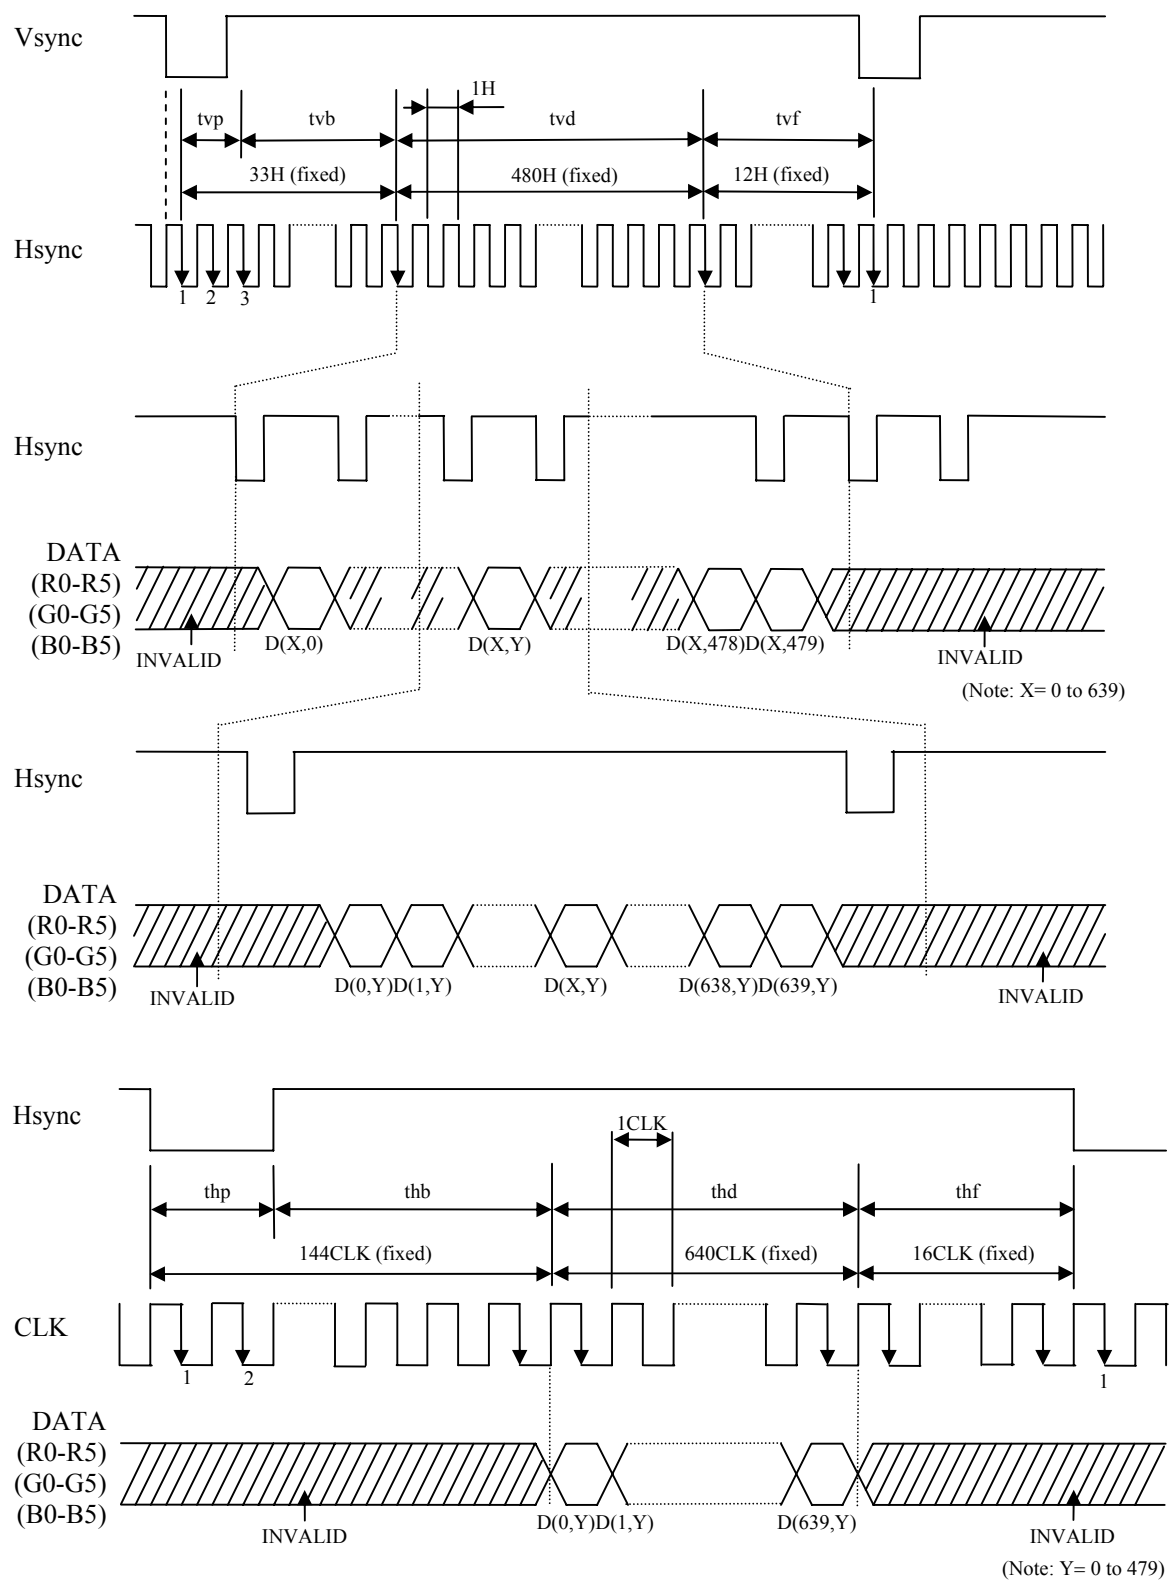 Vsync
1H
tvp tvb tvd tvf
33H (fixed) 480H (fixed) 12H (fixed)
Hsync
1 2 3 1
Hsync
DATA
(R0-R5)
(G0-G5)
(B0-B5)
INVALID D(X,0) D(X,Y) D(X,478)D(X,479) INVALID
(Note: X= 0 to 639)
Hsync
DATA
(R0-R5)
(G0-G5)
(B0-B5)
INVALID D(0,Y)D(1,Y) D(X,Y) D(638,Y)D(639,Y) INVALID
Hsync
1CLK
thp thb thd thf
144CLK (fixed) 640CLK (fixed) 16CLK (fixed)
CLK
1 2 1
DATA
(R0-R5)
(G0-G5)
(B0-B5)
INVALID D(0,Y)D(1,Y) D(639,Y) INVALID
(Note: Y= 0 to 479)